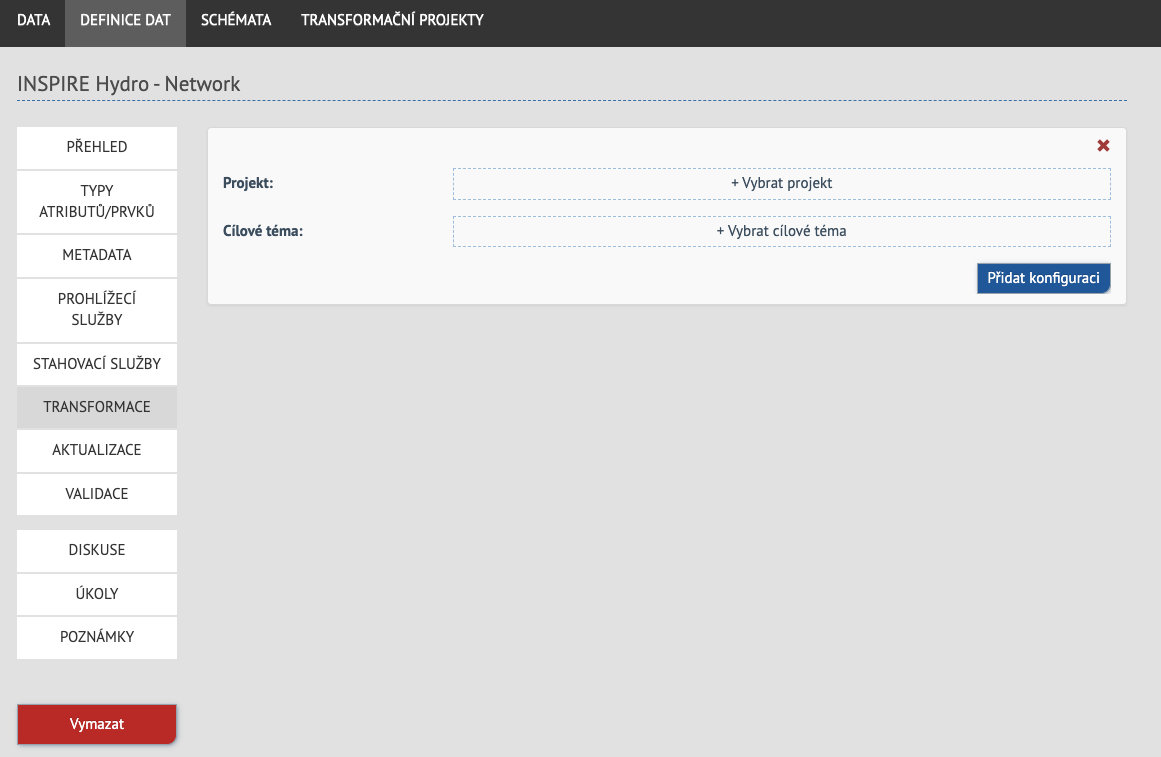 DATA DEFINICE DAT SCHÉMATA TRANSFORMAČNÍ PROJEKTY
INSPIRE Hydro - Network
PŘEHLED
TYPY
ATRIBUTŮ/PRVKŮ
METADATA
PROHLÍŽECÍ
SLUŽBY
STAHOVACÍ SLUŽBY
TRANSFORMACE
AKTUALIZACE
VALIDACE
DISKUSE
ÚKOLY
POZNÁMKY
Vymazat
Projekt:
+ Vybrat projekt
Cílové téma:
+ Vybrat cílové téma
Přidat konfiguraci